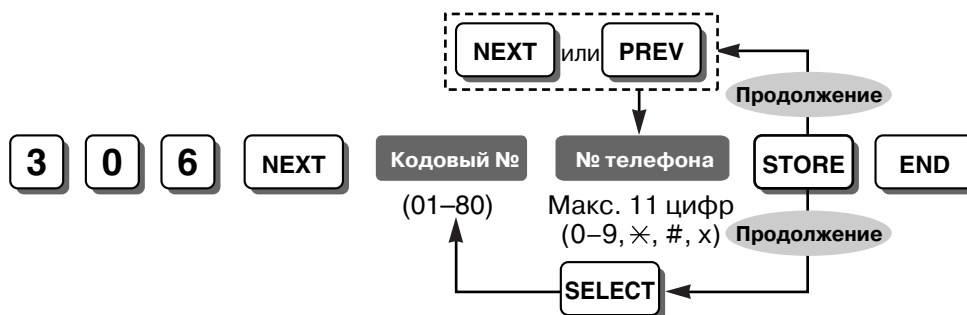 NEXT или PREV
Продолжение
3 0 6 NEXT Кодовый № № телефона STORE END
(01–80) Макс. 11 цифр
(0–9, ✳, #, x) Продолжение
SELECT